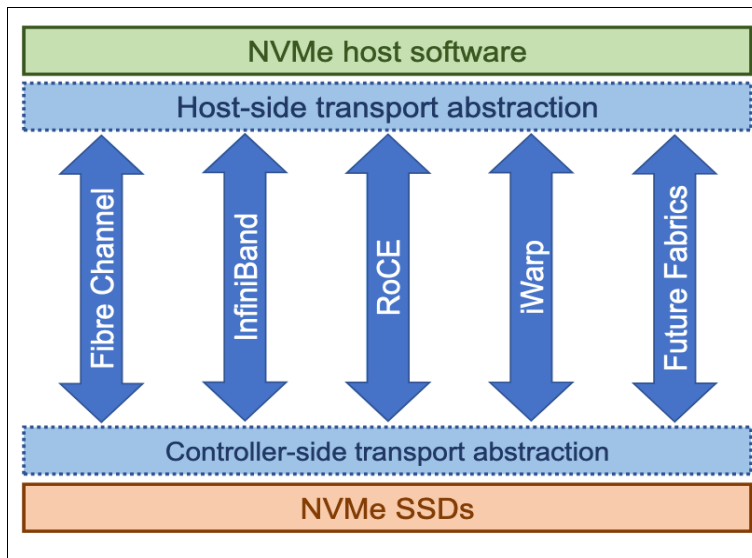 NVMe host software
Host-side transport abstraction
Fibre Channel
InfiniBand
RoCE
iWarp
Future Fabrics
Controller-side transport abstraction
NVMe SSDs